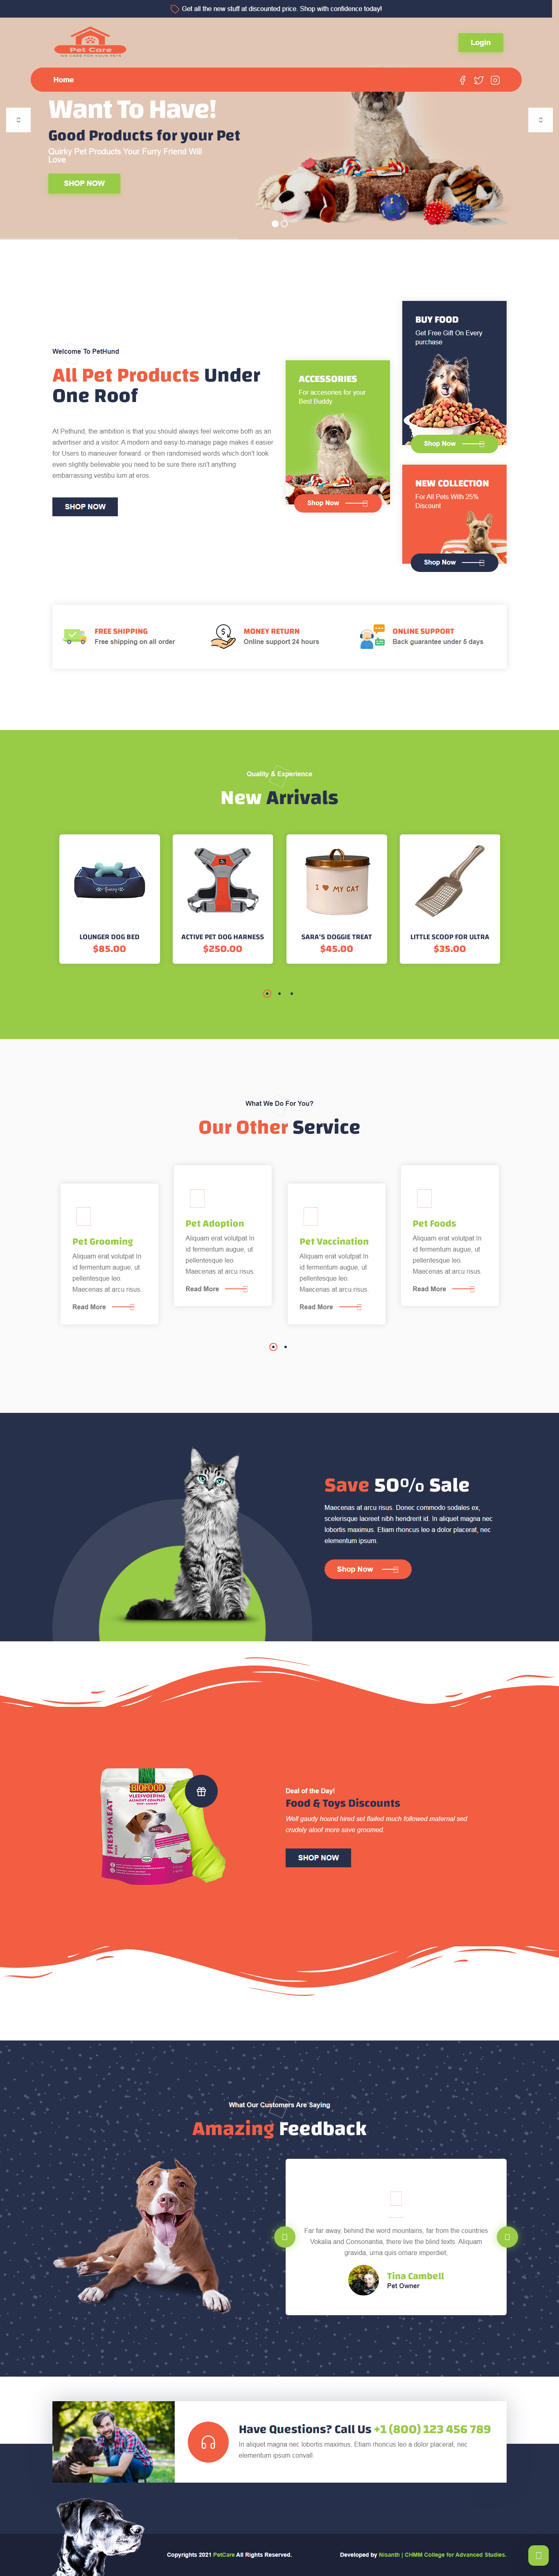 Get all the new stuff at discounted price. Shop with confidence today!
Pet Care
WE CARE FOR YOUR PETS
Login
Home
Want To Have!
Good Products for your Pet
Quirky Pet Products Your Furry Friend Will
Love
SHOP NOW
Welcome To PetHund
All Pet Products Under
One Roof
At Pethund, the ambition is that you should always feel welcome both as an
advertiser and a visitor. A modern and easy-to-manage page makes it easier
for Users to maneuver forward. or then randomised words which don't look
even slightly believable you need to be sure there isn't anything
embarrassing vestibu lum at eros.
SHOP NOW
ACCESSORIES
For accesories for your
Best Buddy
Shop Now
BUY FOOD
Get Free Gift On Every
purchase
Shop Now
NEW COLLECTION
For All Pets With 25%
Discount
Shop Now
FREE SHIPPING
Free shipping on all order
MONEY RETURN
Online support 24 hours
ONLINE SUPPORT
Back guarantee under 5 days
Quality & Experience
New Arrivals
LOUNGER DOG BED
$85.00
ACTIVE PET DOG HARNESS
$250.00
I ♥ MY CAT
SARA'S DOGGIE TREAT
$45.00
LITTLE SCOOP FOR ULTRA
$35.00
What We Do For You?
Our Other Service
Pet Grooming
Aliquam erat volutpat In
id fermentum augue, ut
pellentesque leo.
Maecenas at arcu risus.
Read More
Pet Adoption
Aliquam erat volutpat In
id fermentum augue, ut
pellentesque leo.
Maecenas at arcu risus.
Read More
Pet Vaccination
Aliquam erat volutpat In
id fermentum augue, ut
pellentesque leo.
Maecenas at arcu risus.
Read More
Pet Foods
Aliquam erat volutpat In
id fermentum augue, ut
pellentesque leo.
Maecenas at arcu risus.
Read More
Save 50% Sale
Maecenas at arcu risus. Donec commodo sodales ex,
scelerisque laoreet nibh hendrerit id. In aliquet magna nec
lobortis maximus. Etiam rhoncus leo a dolor placerat, nec
elementum ipsum.
Shop Now
BIOFOOD
VLEESVOEDING
ALIMENT COMPLET
FRESH MEAT
Deal of the Day!
Food & Toys Discounts
Well gaudy hound hired set flailed much followed maternal sed
crudely aloof more save groomed.
SHOP NOW
What Our Customers Are Saying
Amazing Feedback
Far far away, behind the word mountains, far from the countries
Vokalia and Consonantia, there live the blind texts. Aliquam
gravida, urna quis ornare imperdiet,
Tina Cambell
Pet Owner
Have Questions? Call Us +1 (800) 123 456 789
In aliquet magna nec lobortis maximus. Etiam rhoncus leo a dolor placerat, nec
elementum ipsum convall
Copyrights 2021 PetCare All Rights Reserved.
Developed by Nisanth | CHMM College for Advanced Studies.